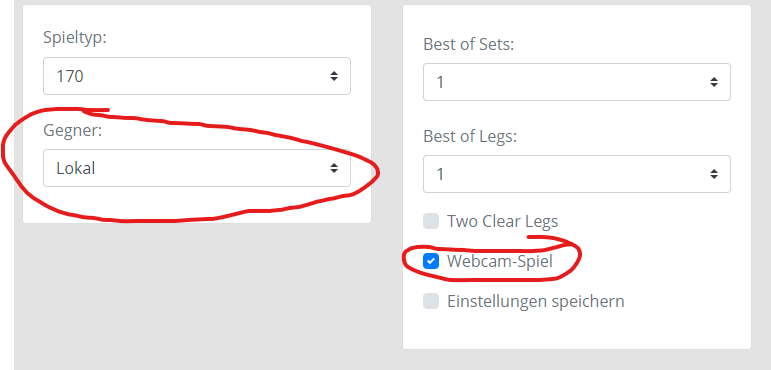 Spieltyp:
170
Gegner:
Lokal
Best of Sets:
1
Best of Legs:
1
Two Clear Legs
Webcam-Spiel
Einstellungen speichern